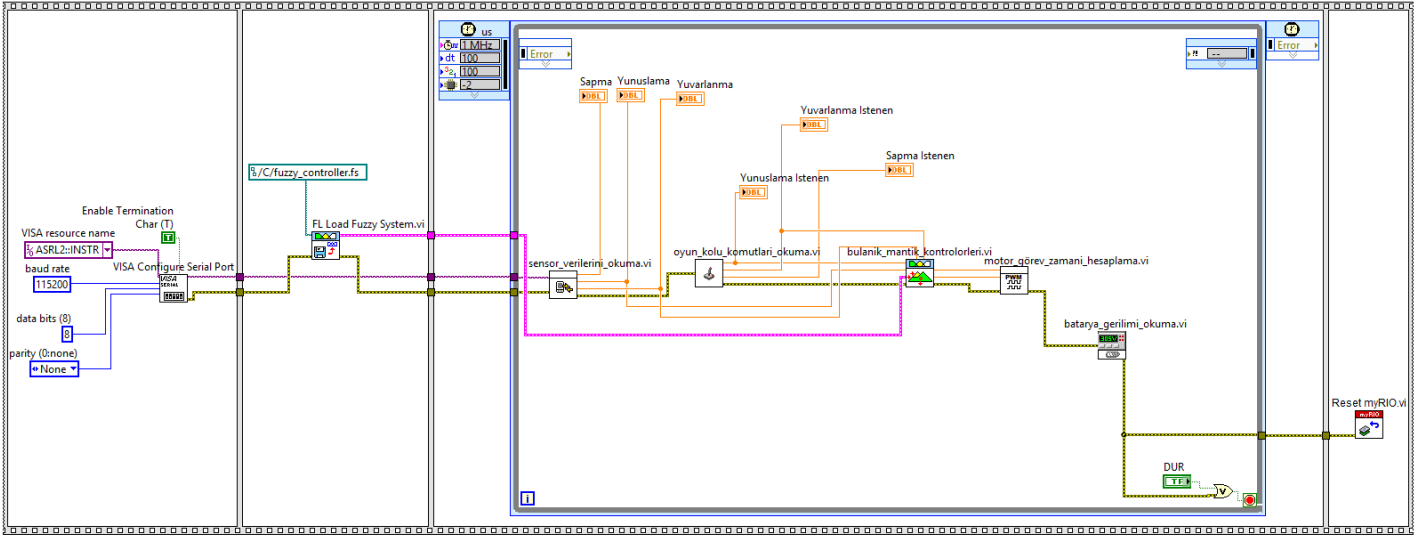 us
1 MHz
dt 100
100
-2
Error
--
Error
Sapma
Yunuslama
Yuvarlanma
DBL
DBL
DBL
Yuvarlanma Istenen
DBL
Sapma Istenen
DBL
Yunuslama Istenen
DBL
/C/fuzzy_controller.fs
Enable Termination
Char (T)
T
FL Load Fuzzy System.vi
VISA resource name
ASRL2::INSTR
baud rate
115200
VISA Configure Serial Port
VISA
SERIAL
data bits (8)
8
parity (0:none)
None
sensor_verilerini_okuma.vi
oyun_kolu_komutlari_okuma.vi
bulanik_mantik_kontrolorleri.vi
motor_görev_zamani_hesaplama.vi
PWM
batarya_gerilimi_okuma.vi
DUR
TF
V
i
Reset myRIO.vi
myRIO